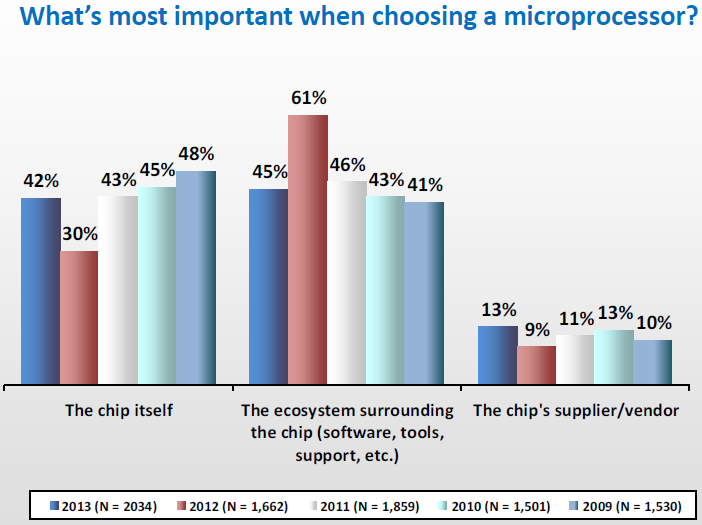 What's most important when choosing a microprocessor?
61%
48%
45%
43%
42%
30%
45%
46%
43%
41%
13%
9%
11%
13%
10%
The chip itself
The ecosystem surrounding
the chip (software, tools,
support, etc.)
The chip's supplier/vendor
2013 (N = 2034) 2012 (N = 1,662) 2011 (N = 1,859) 2010 (N = 1,501) 2009 (N = 1,530)